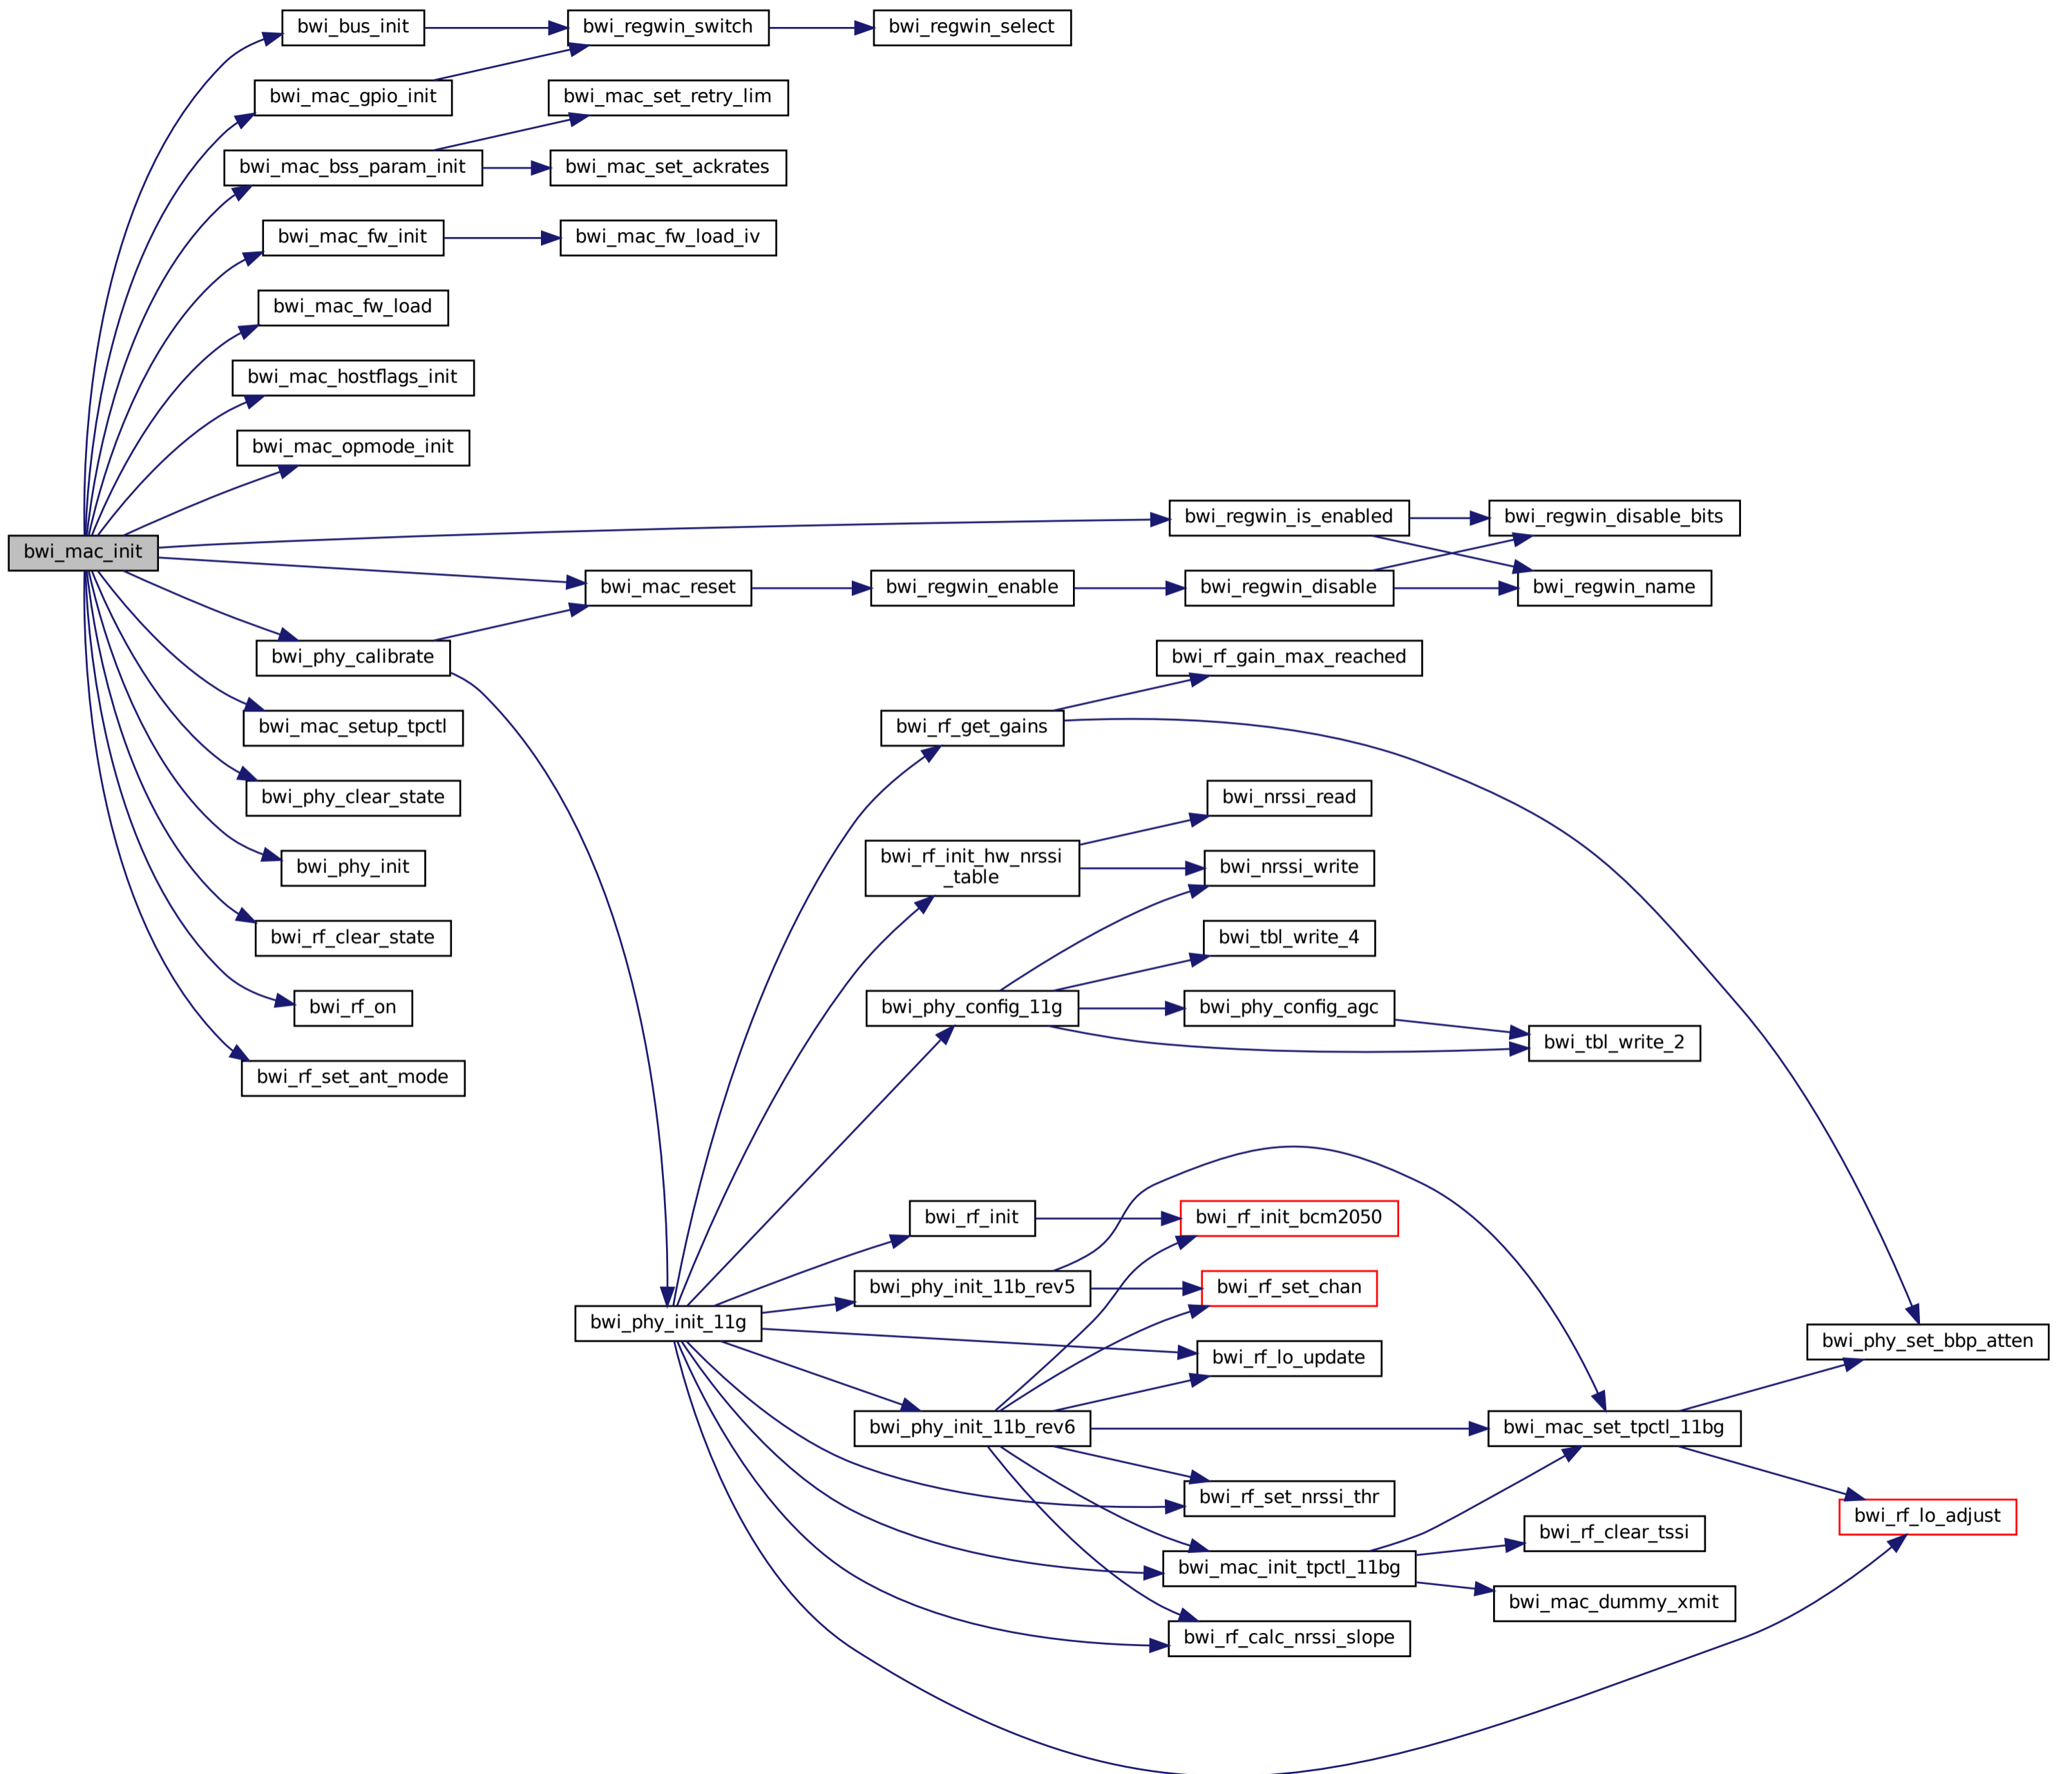 bwi_bus_init
bwi_regwin_switch
bwi_regwin_select
bwi_mac_gpio_init
bwi_mac_set_retry_lim
bwi_mac_bss_param_init
bwi_mac_set_ackrates
bwi_mac_fw_init
bwi_mac_fw_load_iv
bwi_mac_fw_load
bwi_mac_hostflags_init
bwi_mac_opmode_init
bwi_regwin_is_enabled
bwi_regwin_disable_bits
bwi_mac_init
bwi_mac_reset
bwi_regwin_enable
bwi_regwin_disable
bwi_regwin_name
bwi_phy_calibrate
bwi_rf_gain_max_reached
bwi_mac_setup_tpctl
bwi_rf_get_gains
bwi_phy_clear_state
bwi_nrssi_read
bwi_phy_init
bwi_rf_init_hw_nrssi
_table
bwi_nrssi_write
bwi_rf_clear_state
bwi_tbl_write_4
bwi_rf_on
bwi_phy_config_11g
bwi_phy_config_agc
bwi_tbl_write_2
bwi_rf_set_ant_mode
bwi_rf_init
bwi_rf_init_bcm2050
bwi_phy_init_11b_rev5
bwi_rf_set_chan
bwi_phy_init_11g
bwi_rf_lo_update
bwi_phy_set_bbp_atten
bwi_phy_init_11b_rev6
bwi_mac_set_tpctl_11bg
bwi_rf_set_nrssi_thr
bwi_rf_lo_adjust
bwi_rf_clear_tssi
bwi_mac_init_tpctl_11bg
bwi_mac_dummy_xmit
bwi_rf_calc_nrssi_slope